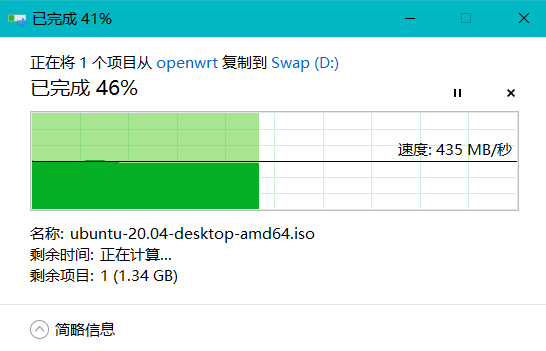 已完成 41%
正在将 1 个项目从 openwrt 复制到 Swap (D:)
已完成 46%
速度: 435 MB/秒
名称: ubuntu-20.04-desktop-amd64.iso
剩余时间: 正在计算...
剩余项目: 1 (1.34 GB)
简略信息